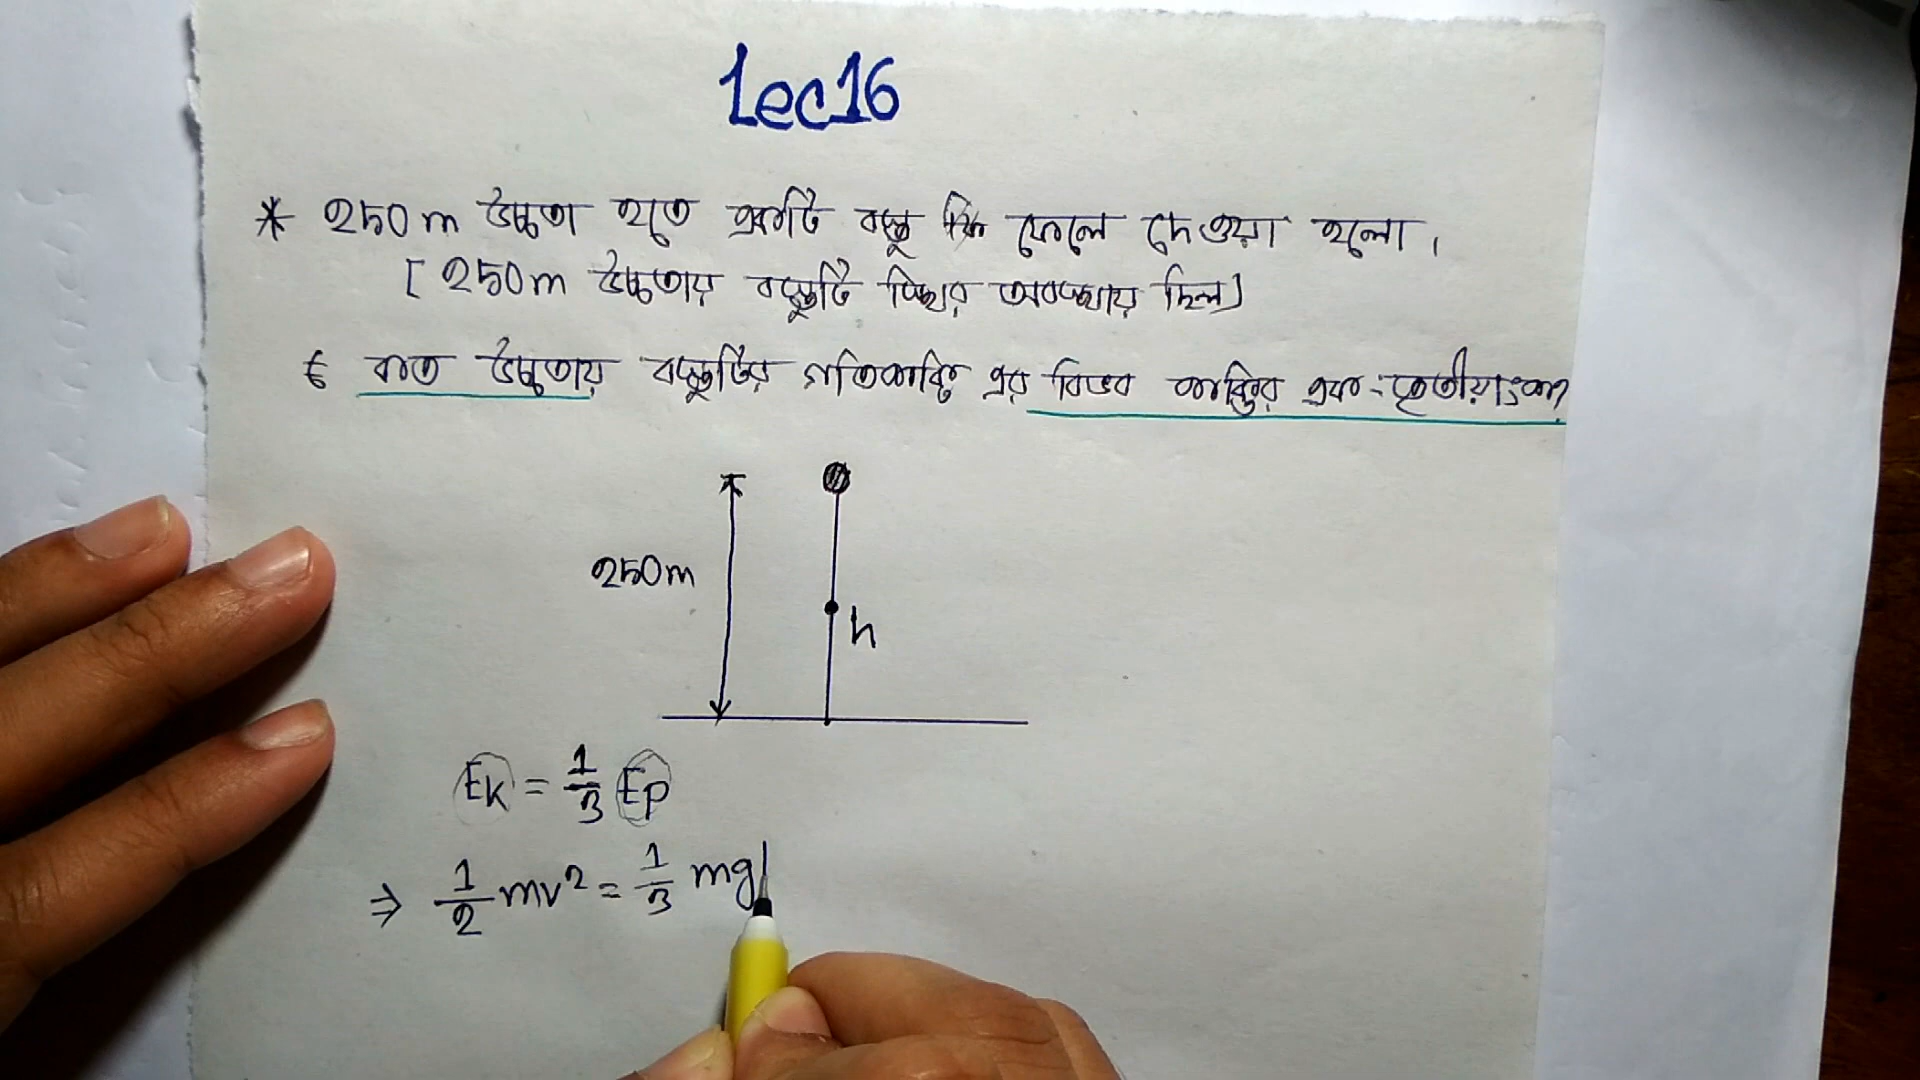 Lec16
* 250m উচ্চতা হতে একটি বস্তু ফেলে দেওয়া হলো।
[250m উচ্চতায় বস্তুটি স্থির অবস্থায় ছিল]
কত উচ্চতায় বস্তুটির গতিশক্তি এর বিভব শক্তির এক-তৃতীয়াংশ?
250m
h
Ek = 1/3 Ep
⇒ 1/2 mv² = 1/3 mg